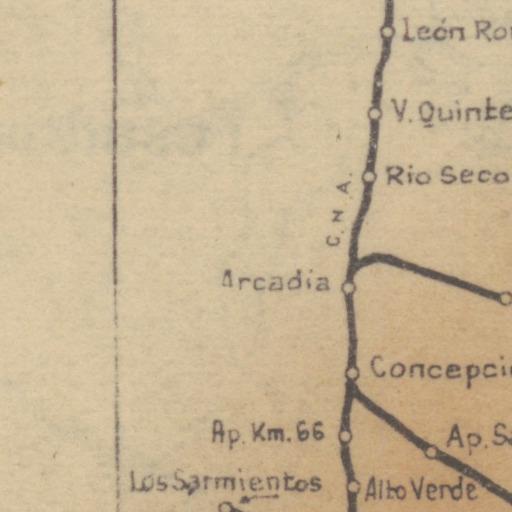 León Ro
V. Quinte
Rio Seco
C. N. A.
Arcadia
Concepci
Ap. Km. 66
Ap. S
Los Sarmientos
Alto Verde